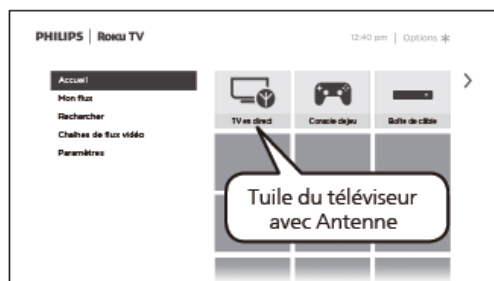 PHILIPS | ROKU TV
12:40 pm | Options ✱
Accueil
Mon flux
Rechercher
Chaînes de flux vidéo
Paramètres
TV en direct
Console de jeu
Boîte de câble
Tuile du téléviseur
avec Antenne